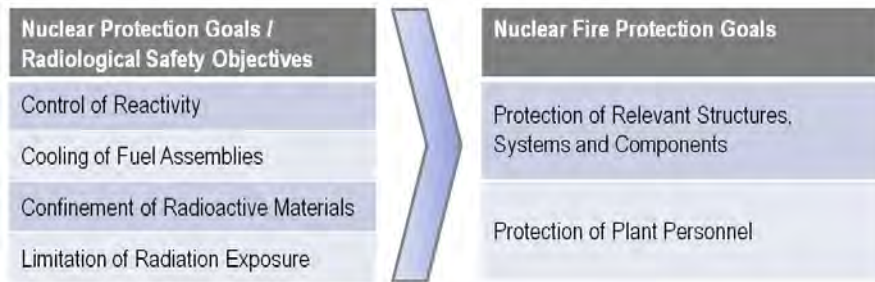 Nuclear Protection Goals /
Radiological Safety Objectives
Control of Reactivity
Cooling of Fuel Assemblies
Confinement of Radioactive Materials
Limitation of Radiation Exposure
Nuclear Fire Protection Goals
Protection of Relevant Structures,
Systems and Components
Protection of Plant Personnel